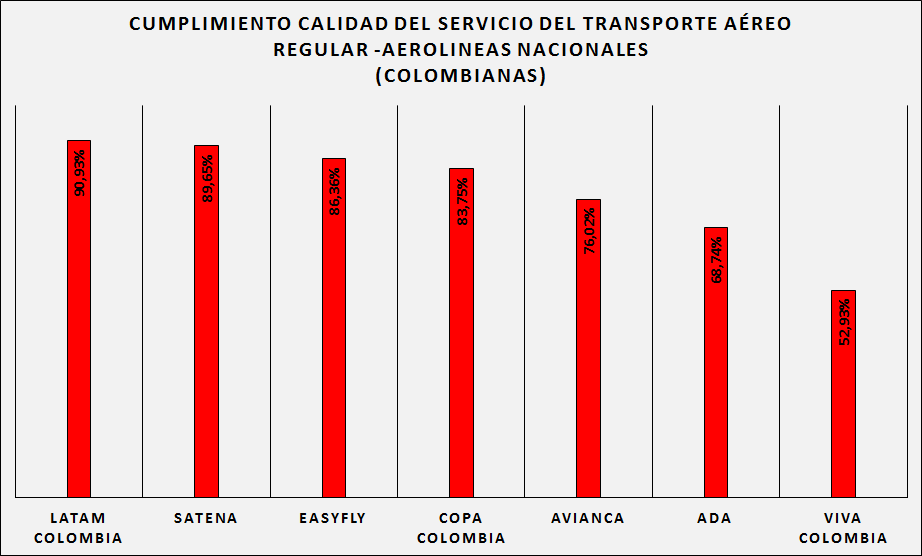 CUMPLIMIENTO CALIDAD DEL SERVICIO DEL TRANSPORTE AÉREO
REGULAR -AEROLINEAS NACIONALES
(COLOMBIANAS)
90,93%
89,65%
86,36%
83,75%
76,02%
68,74%
52,93%
LATAM
COLOMBIA
SATENA
EASYFLY
COPA
COLOMBIA
AVIANCA
ADA
VIVA
COLOMBIA